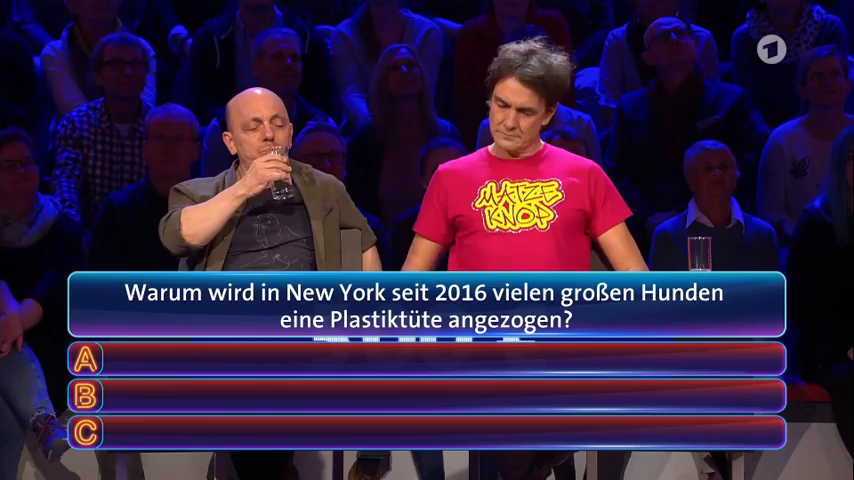 1
MATZE
KNOP
Warum wird in New York seit 2016 vielen großen Hunden
eine Plastiktüte angezogen?
A
B
C